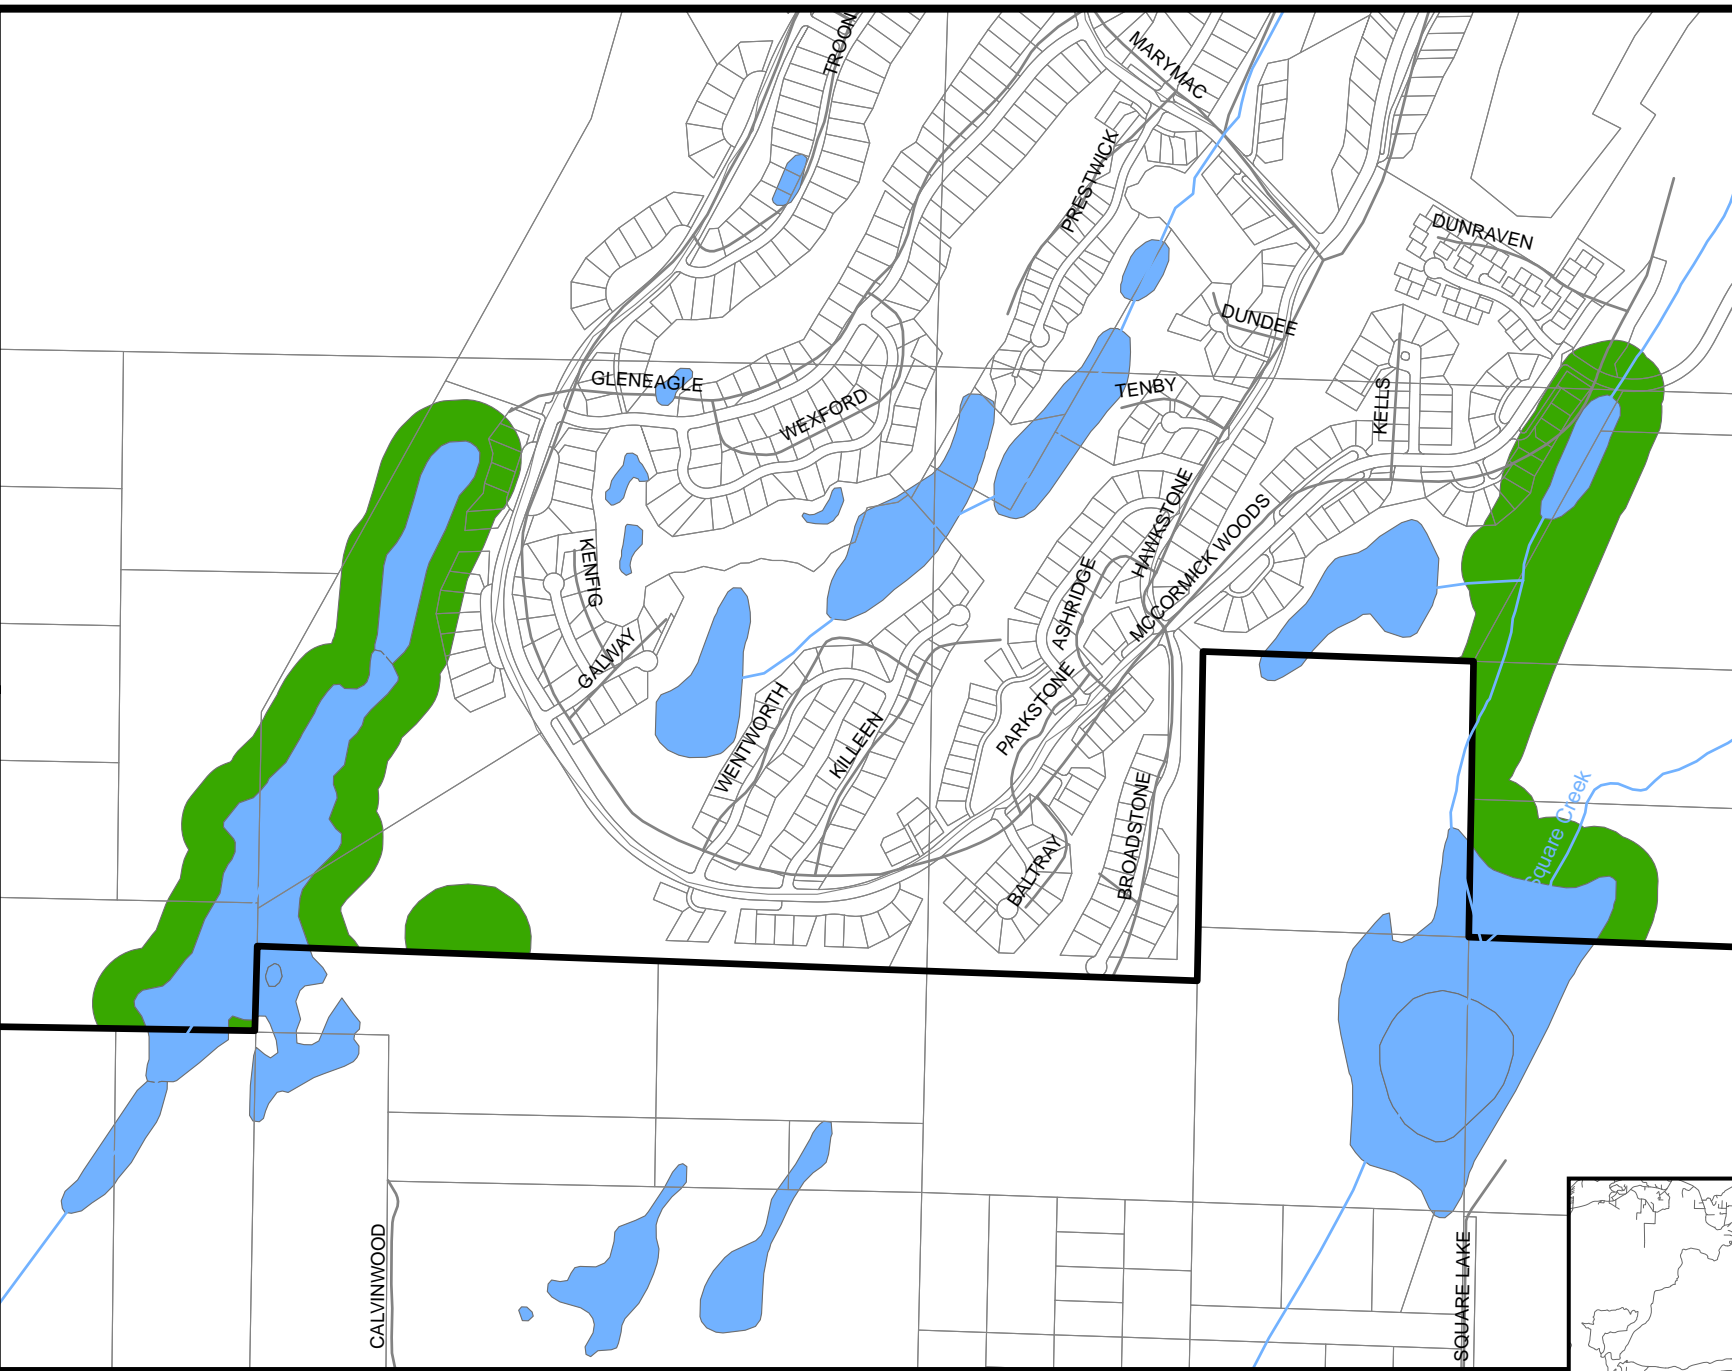 TROON
MARYMAC
PRESTWICK
DUNRAVEN
DUNDEE
GLENEAGLE
WEXFORD
TENBY
KELLS
HAWKSTONE
MCCORMICK WOODS
KENFIG
ASHRIDGE
GALWAY
PARKSTONE
WENTWORTH
KILLEEN
BROADSTONE
BALTRAY
Square Creek
CALVINWOOD
SQUARE LAKE